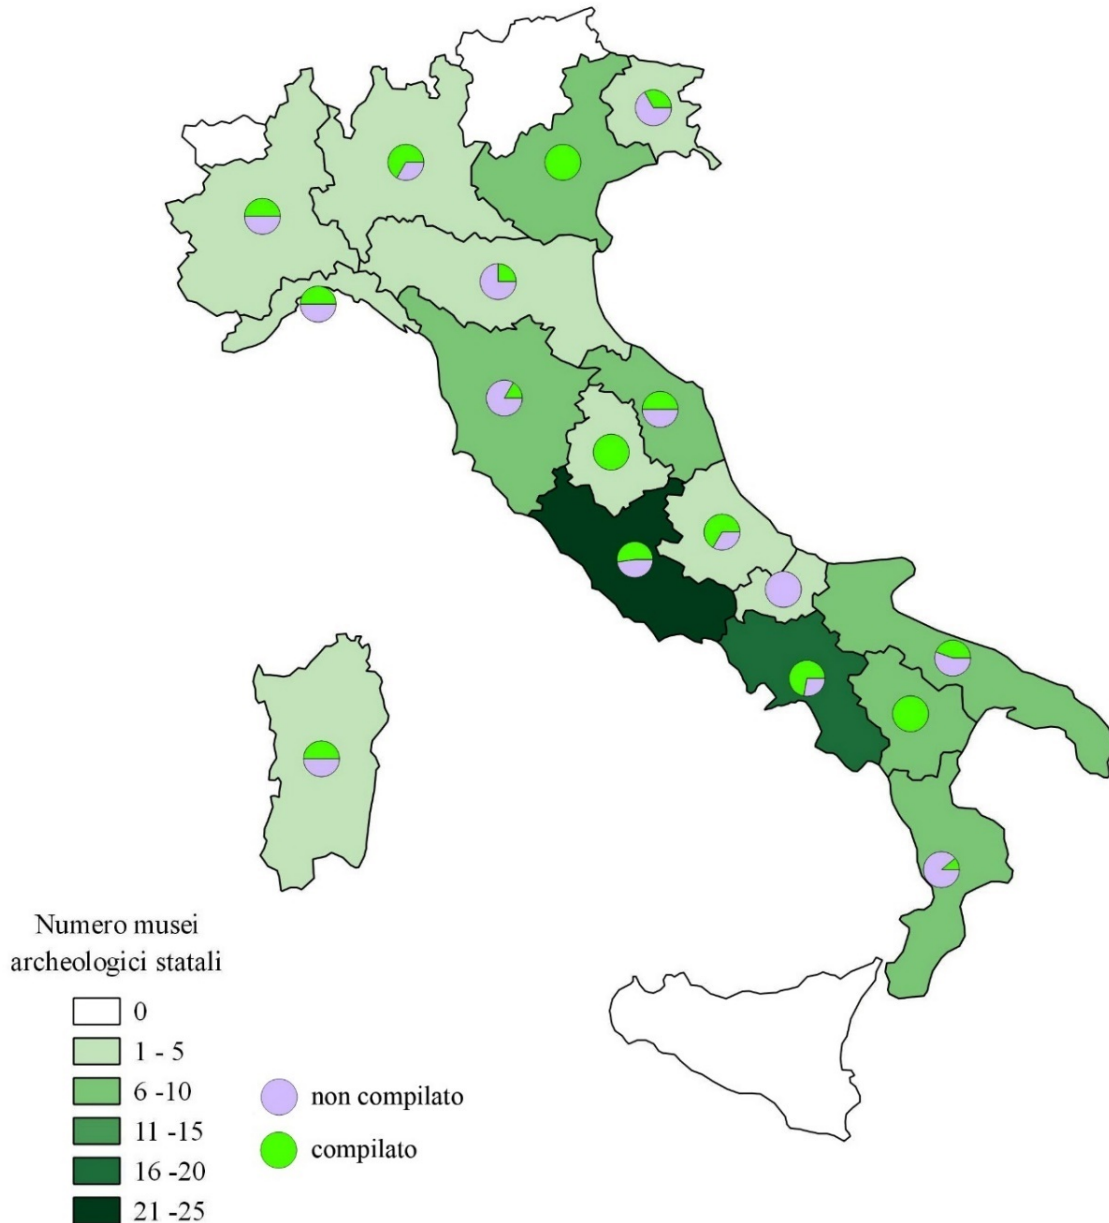 Numero musei
archeologici statali
0
1 - 5
6 -10
11 -15
16 -20
21 -25
non compilato
compilato